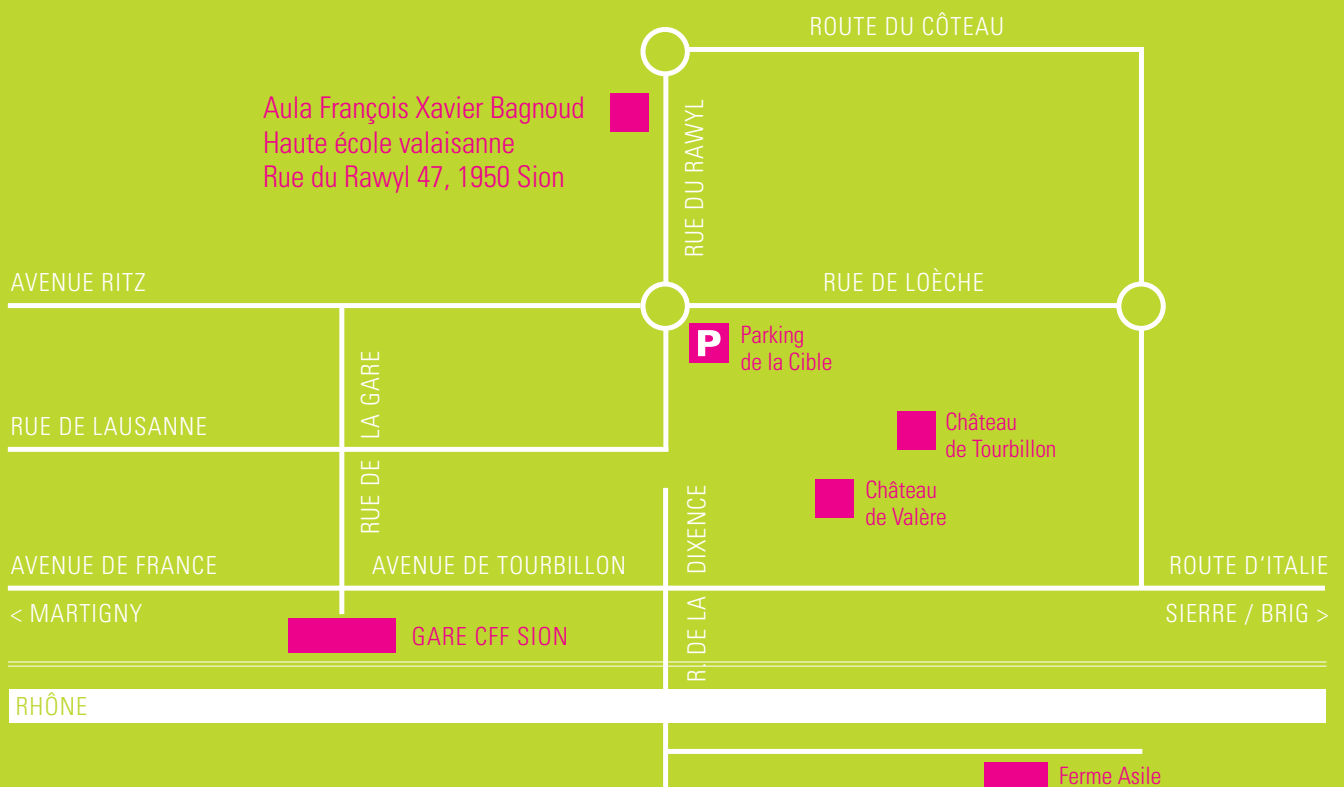 ROUTE DU CÔTEAU
Aula François Xavier Bagnoud
Haute école valaisanne
Rue du Rawyl 47, 1950 Sion
RUE DU RAWYL
AVENUE RITZ
RUE DE LOÈCHE
P
Parking
de la Cible
RUE DE LA GARE
RUE DE LAUSANNE
Château
de Tourbillon
Château
de Valère
R. DE LA DIXENCE
AVENUE DE FRANCE
AVENUE DE TOURBILLON
ROUTE D'ITALIE
< MARTIGNY
SIERRE / BRIG >
GARE CFF SION
RHÔNE
Ferme Asile